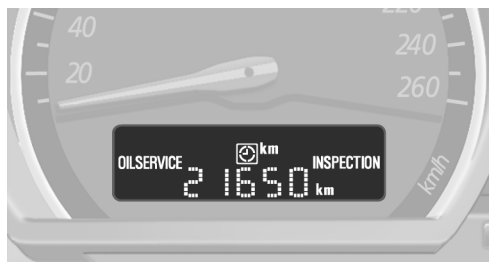 40
20
220
240
260
km/h
km
OILSERVICE
INSPECTION
21650 km